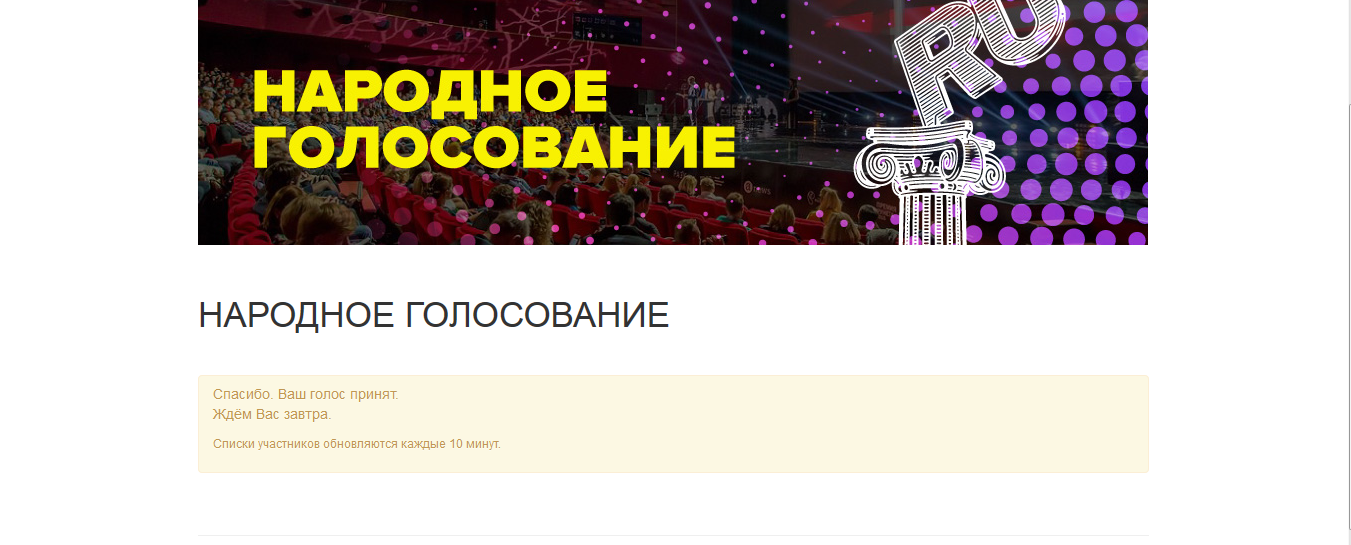 RU
НАРОДНОЕ
ГОЛОСОВАНИЕ
НАРОДНОЕ ГОЛОСОВАНИЕ
Спасибо. Ваш голос принят.
Ждём Вас завтра.
Списки участников обновляются каждые 10 минут.